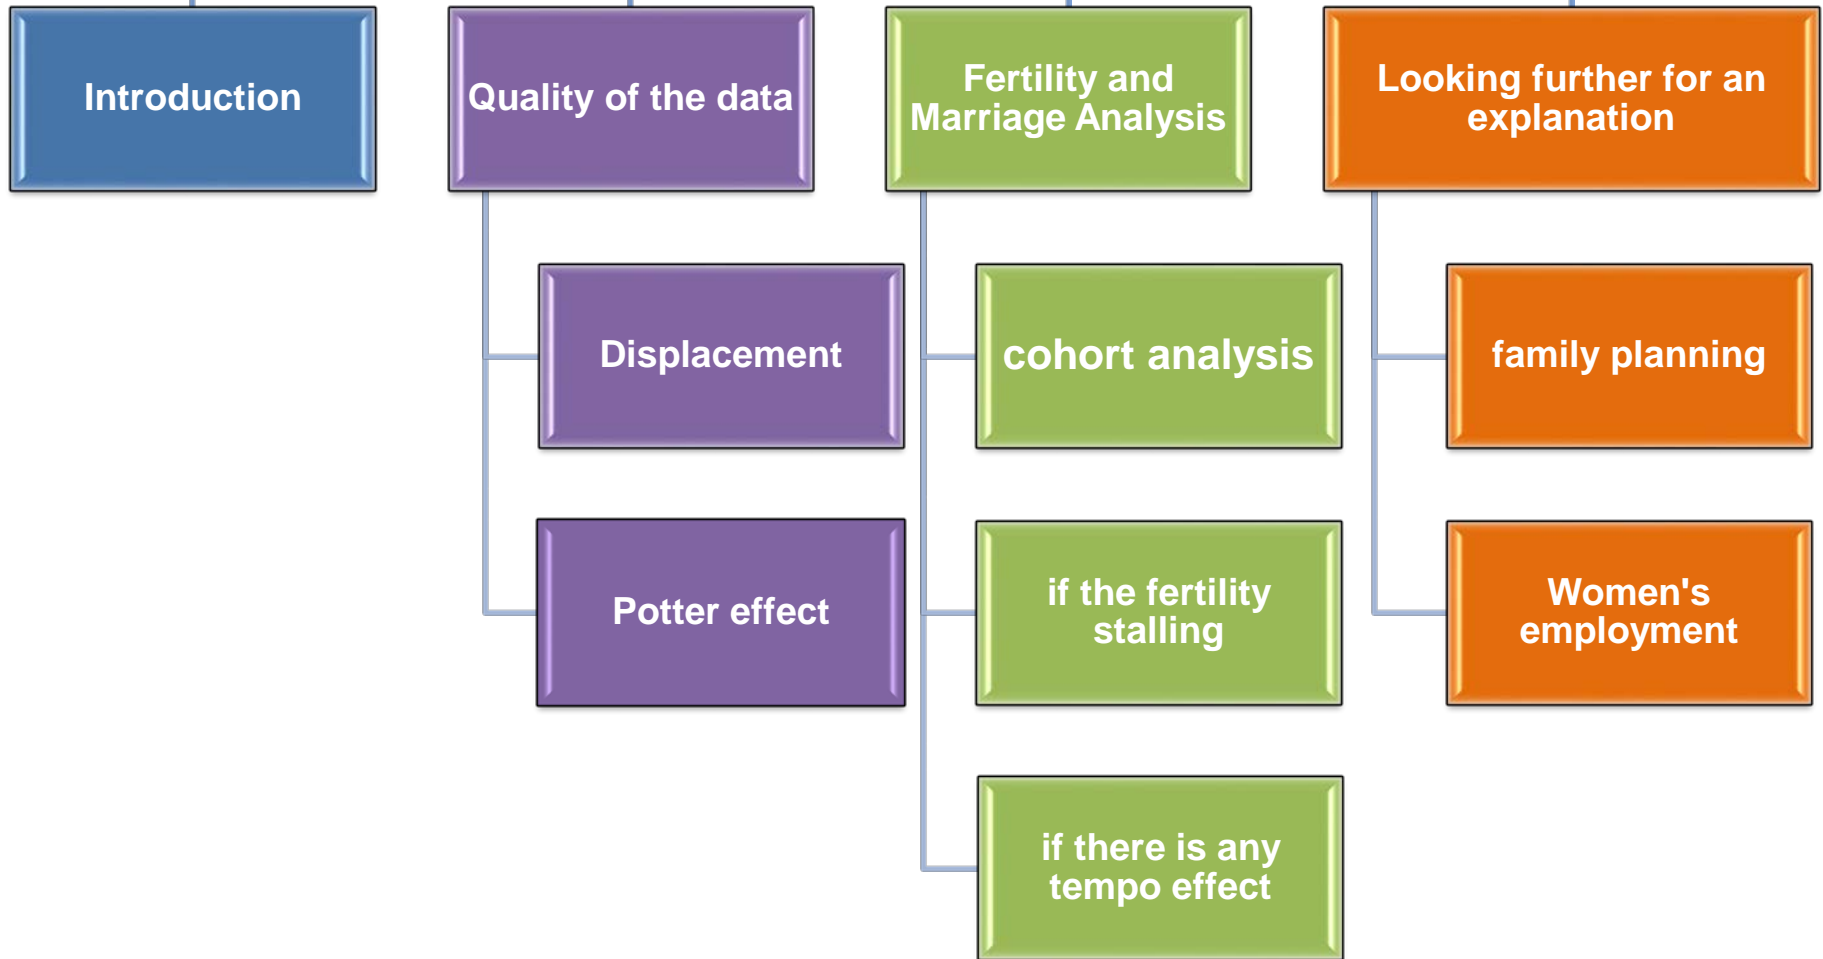 Introduction
Quality of the data
Fertility and
Marriage Analysis
Looking further for an
explanation
Displacement
cohort analysis
family planning
Potter effect
if the fertility
stalling
Women's
employment
if there is any
tempo effect